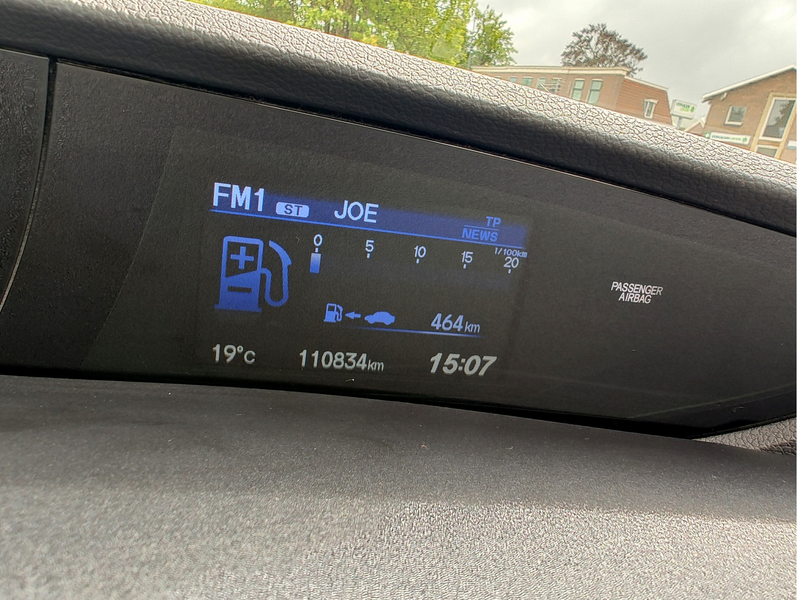 FM1 ST JOE
TP
NEWS
1/100km
0 5 10 15 20
464km
19°C 110834km 15:07
PASSENGER
AIRBAG